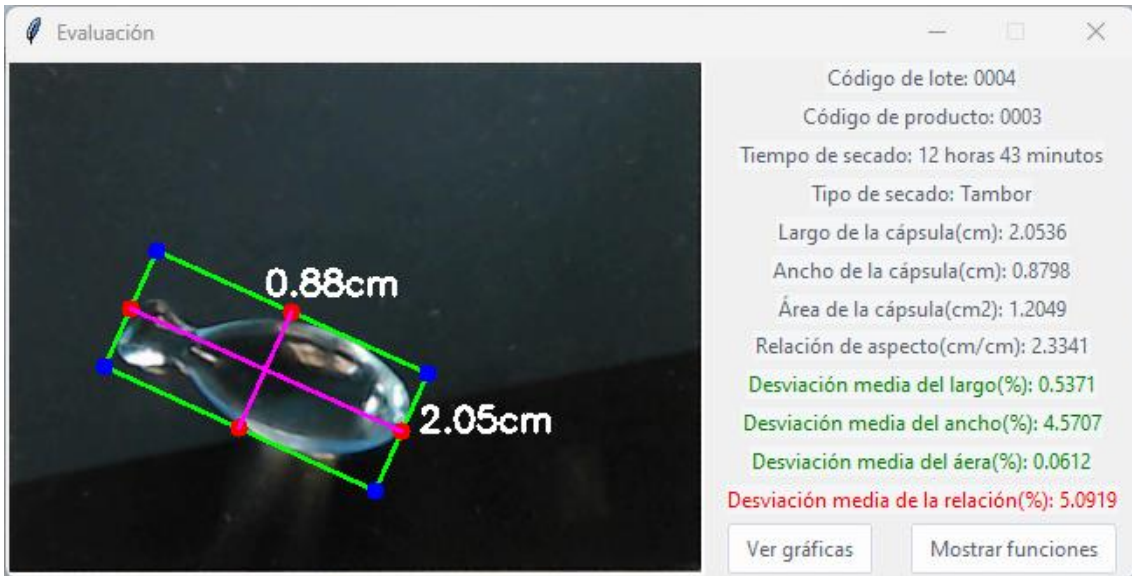 Evaluación
0.88cm
2.05cm
Código de lote: 0004
Código de producto: 0003
Tiempo de secado: 12 horas 43 minutos
Tipo de secado: Tambor
Largo de la cápsula(cm): 2.0536
Ancho de la cápsula(cm): 0.8798
Área de la cápsula(cm2): 1.2049
Relación de aspecto(cm/cm): 2.3341
Desviación media del largo(%): 0.5371
Desviación media del ancho(%): 4.5707
Desviación media del áera(%): 0.0612
Desviación media de la relación(%): 5.0919
Ver gráficas
Mostrar funciones